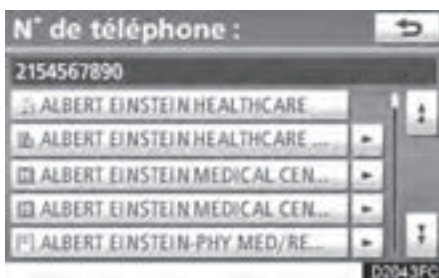 N° de téléphone :
2154567890
ALBERT EINSTEIN HEALTHCARE
ALBERT EINSTEIN HEALTHCARE ...
ALBERT EINSTEIN MEDICAL CEN...
ALBERT EINSTEIN MEDICAL CEN...
ALBERT EINSTEIN-PHY MED/RE...
D2043FC